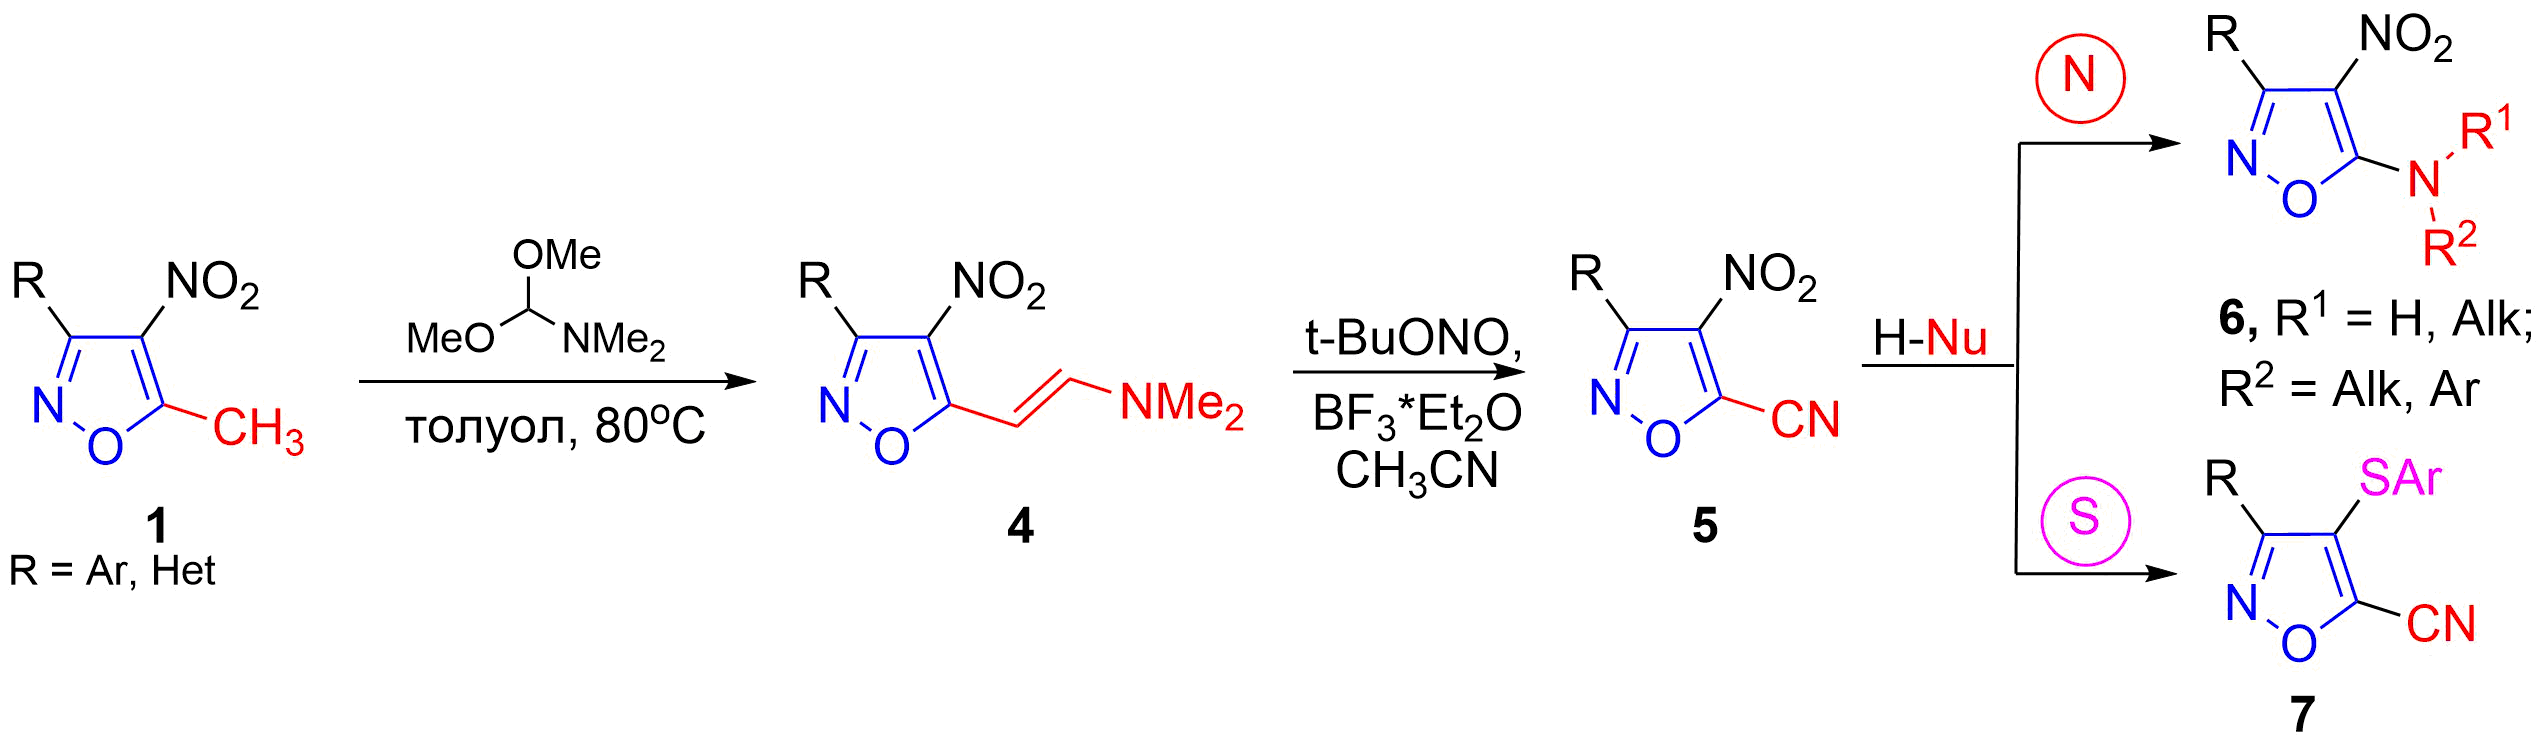 R
NO₂
N
O
CH₃
1
R = Ar, Het
OMe
MeO
NMe₂
толуол, 80°C
R
NO₂
N
O
NMe₂
4
t-BuONO,
BF₃*Et₂O
CH₃CN
R
NO₂
N
O
CN
5
H-Nu
N
R
NO₂
N
O
N
R¹
R²
6, R¹ = H, Alk;
R² = Alk, Ar
S
R
SAr
N
O
CN
7